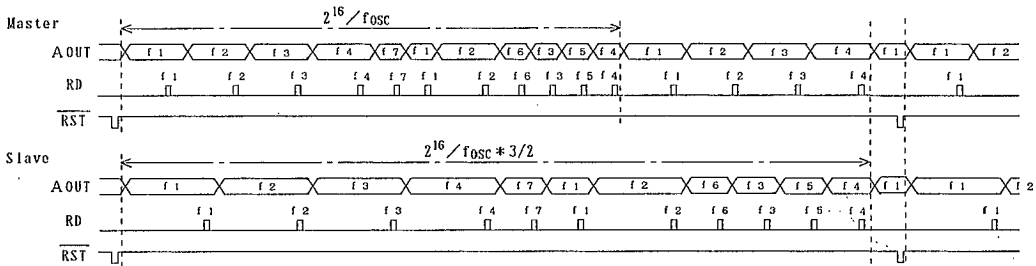 2^16/fOSC
Master
AOUT f1 f2 f3 f4 f7 f1 f2 f6 f3 f5 f4 f1 f2 f3 f4 f1 f1 f2
RD f1 f2 f3 f4 f7 f1 f2 f6 f3 f5 f4 f1 f2 f3 f4 f1
RST
Slave
2^16/fOSC*3/2
AOUT f1 f2 f3 f4 f7 f1 f2 f6 f3 f5 f4 f1 f1 f2
RD f1 f2 f3 f4 f7 f1 f2 f6 f3 f5 f4 f1
RST